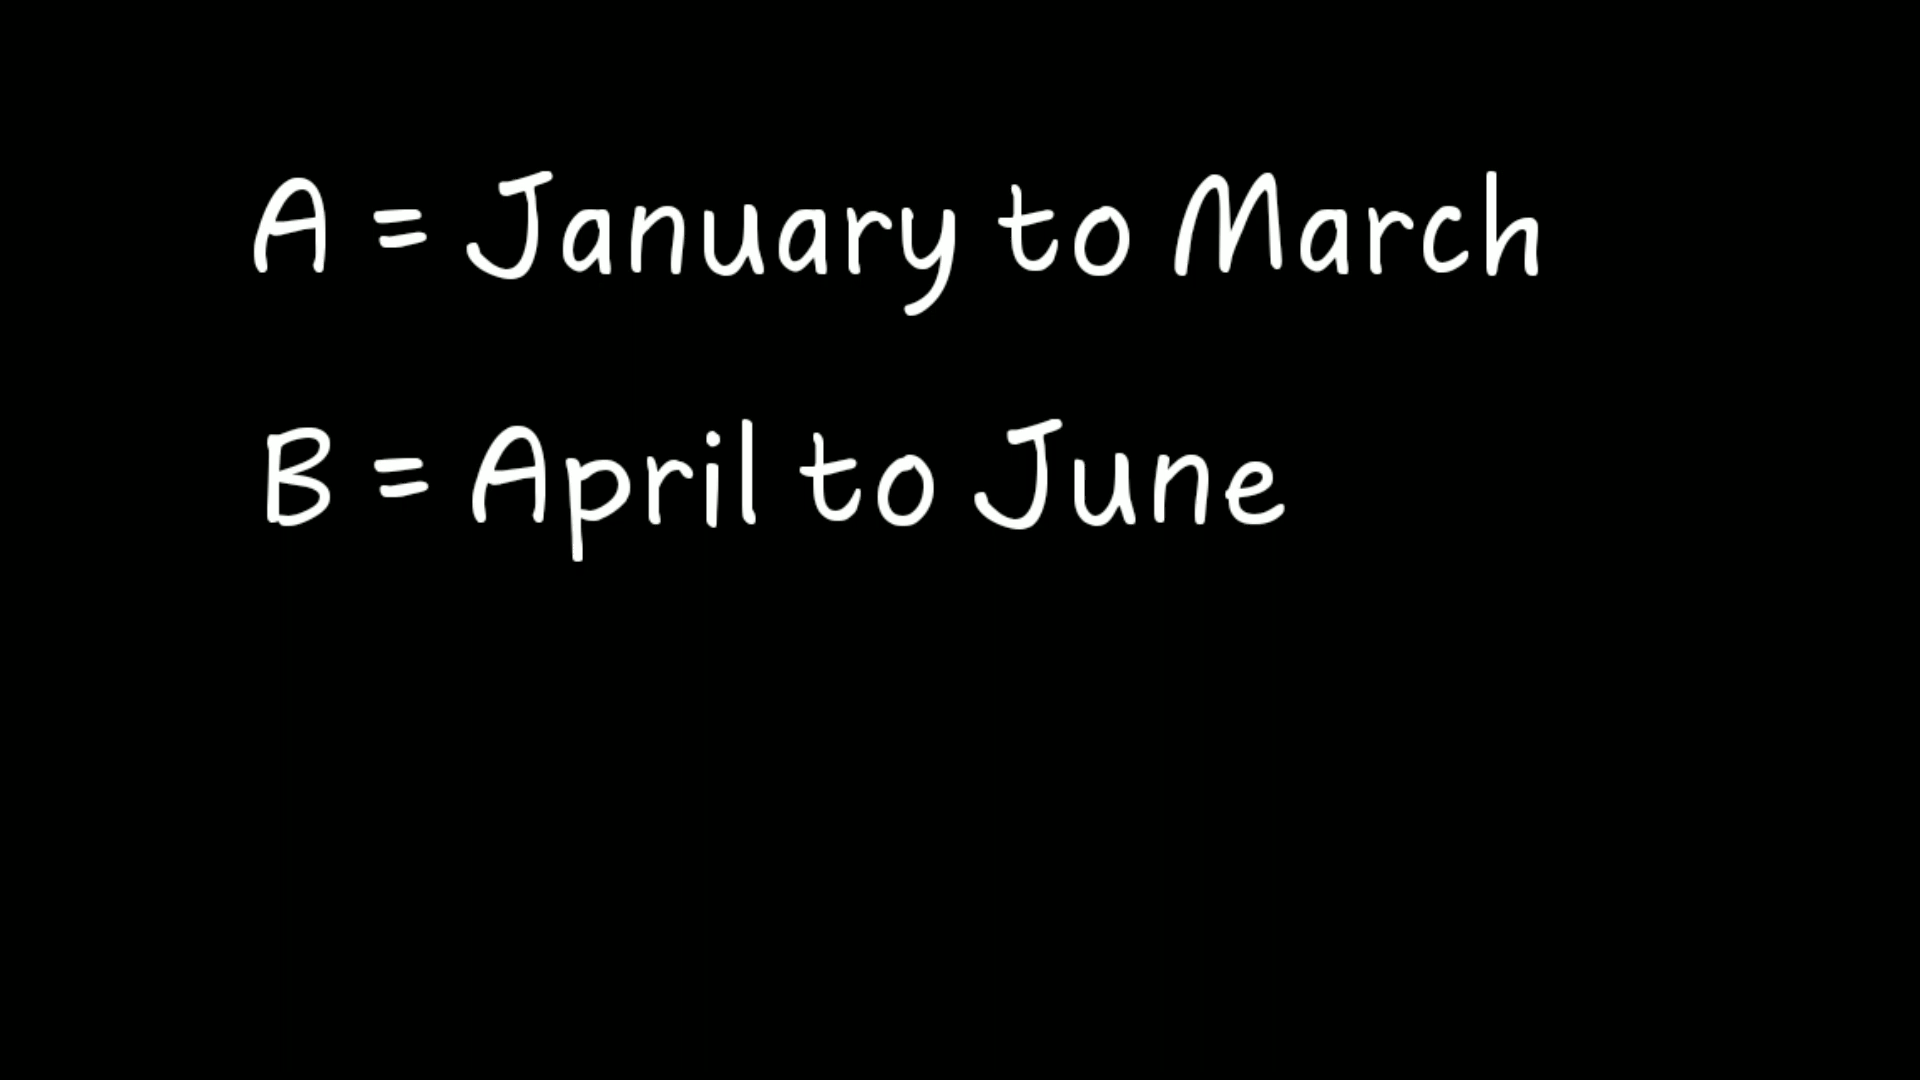 A = January to March
B = April to June